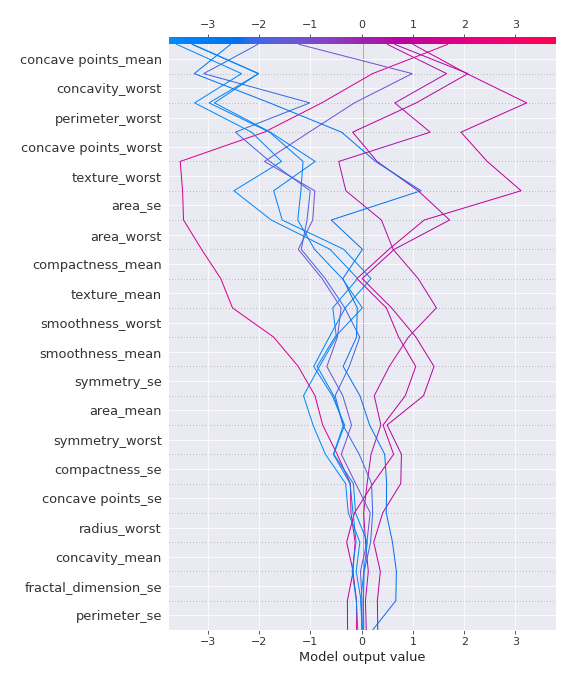 −3 −2 −1 0 1 2 3
concave points_mean
concavity_worst
perimeter_worst
concave points_worst
texture_worst
area_se
area_worst
compactness_mean
texture_mean
smoothness_worst
smoothness_mean
symmetry_se
area_mean
symmetry_worst
compactness_se
concave points_se
radius_worst
concavity_mean
fractal_dimension_se
perimeter_se
−3 −2 −1 0 1 2 3
Model output value